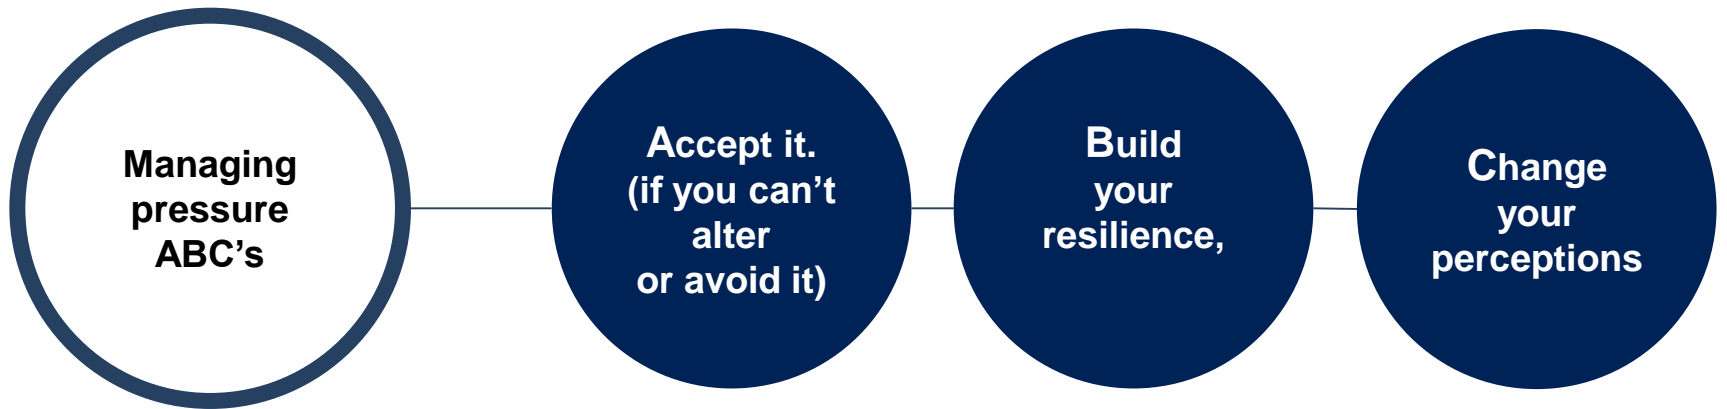 Managing
pressure
ABC’s
Accept it.
(if you can’t
alter
or avoid it)
Build
your
resilience,
Change
your
perceptions